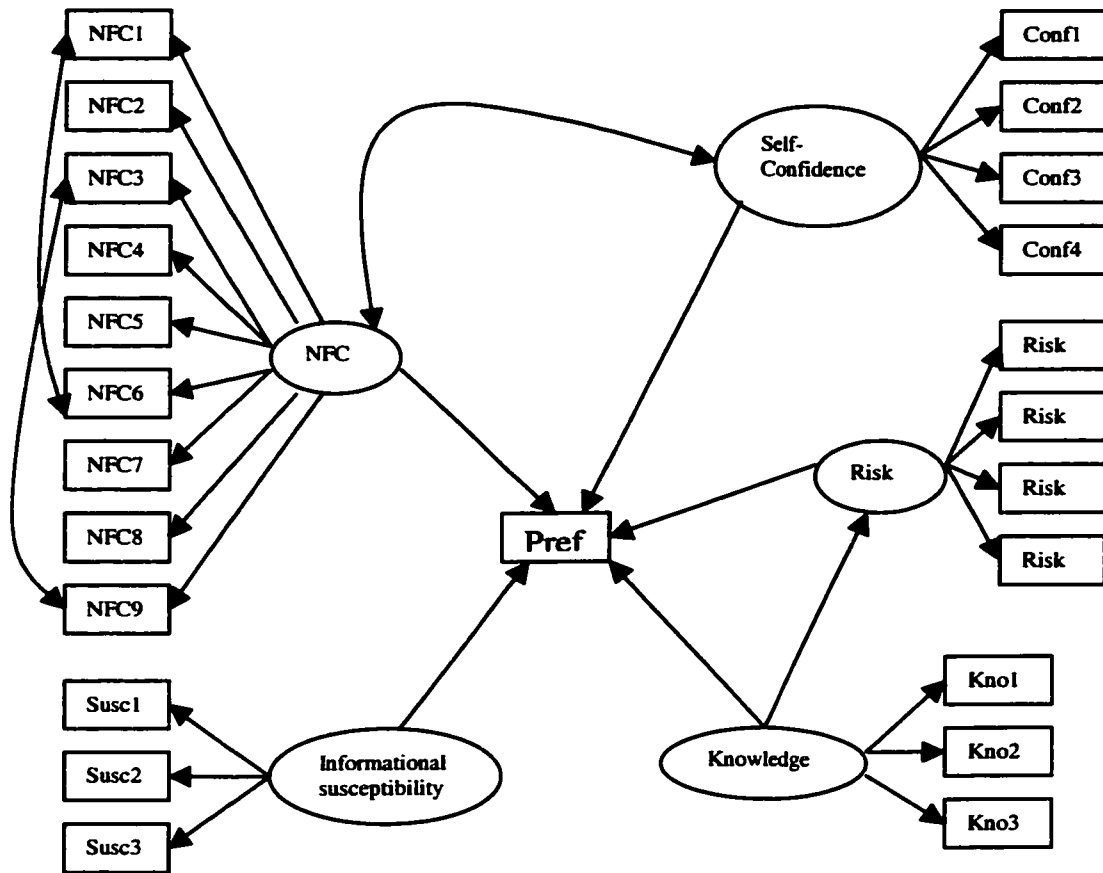 NFC1
NFC2
NFC3
NFC4
NFC5
NFC6
NFC7
NFC8
NFC9
NFC
Self-
Confidence
Conf1
Conf2
Conf3
Conf4
Risk
Risk
Risk
Risk
Risk
Pref
Susc1
Susc2
Susc3
Informational
susceptibility
Knowledge
Kno1
Kno2
Kno3